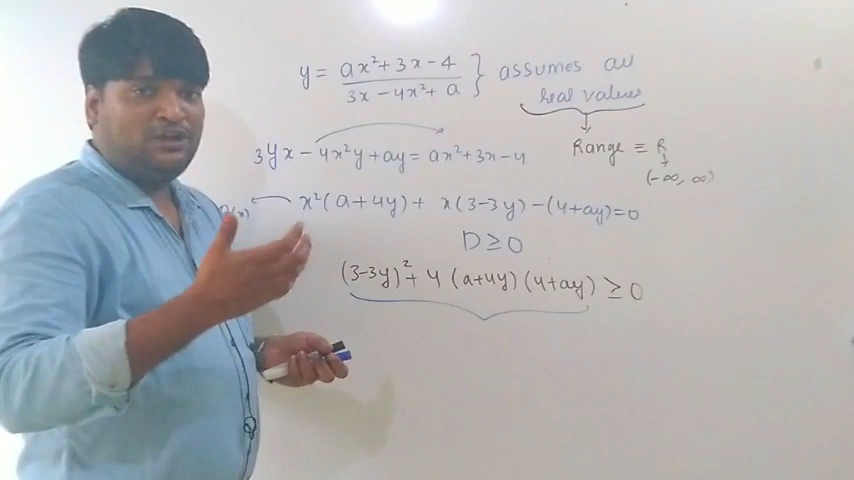 y = (ax² + 3x - 4) / (3x - 4x² + a) } assumes all
real values
3yx - 4x²y + ay = ax² + 3x - 4
Range ≡ R
(-∞, ∞)
(x) ← x²(a+4y) + x(3-3y) - (4+ay) = 0
D ≥ 0
(3-3y)² + 4(a+4y)(4+ay) ≥ 0